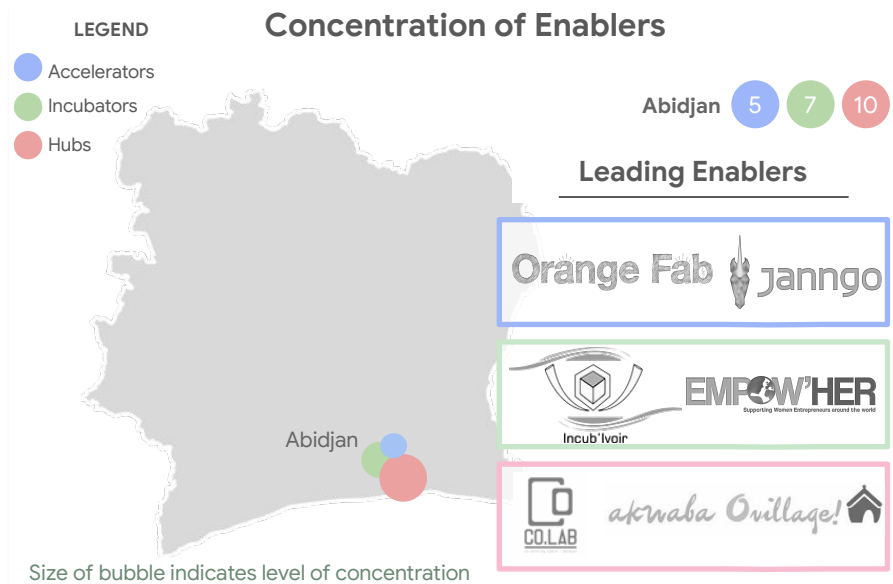 LEGEND
Concentration of Enablers
Accelerators
Incubators
Hubs
Abidjan 5 7 10
Leading Enablers
Orange Fab
Janngo
Incub'Ivoir
EMPOW'HER
Supporting Women Entrepreneurs around the world
CO
CO.LAB
akwaba Ovillage!
Abidjan
Size of bubble indicates level of concentration